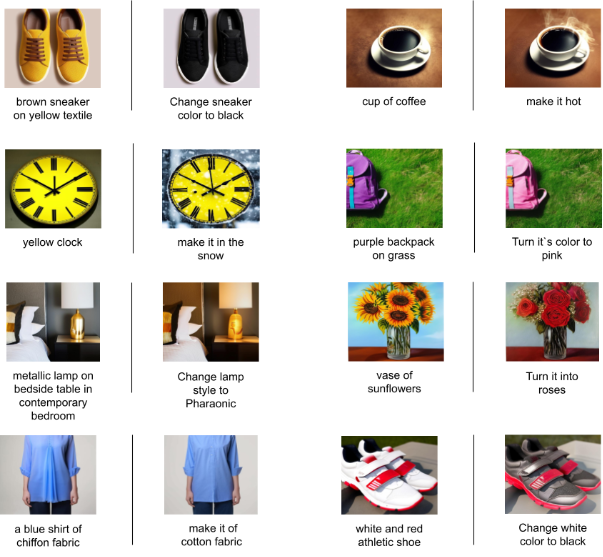 brown sneaker
on yellow textile
Change sneaker
color to black
cup of coffee
make it hot
yellow clock
make it in the
snow
purple backpack
on grass
Turn it`s color to
pink
metallic lamp on
bedside table in
contemporary
bedroom
Change lamp
style to
Pharaonic
vase of
sunflowers
Turn it into
roses
a blue shirt of
chiffon fabric
make it of
cotton fabric
white and red
athletic shoe
Change white
color to black